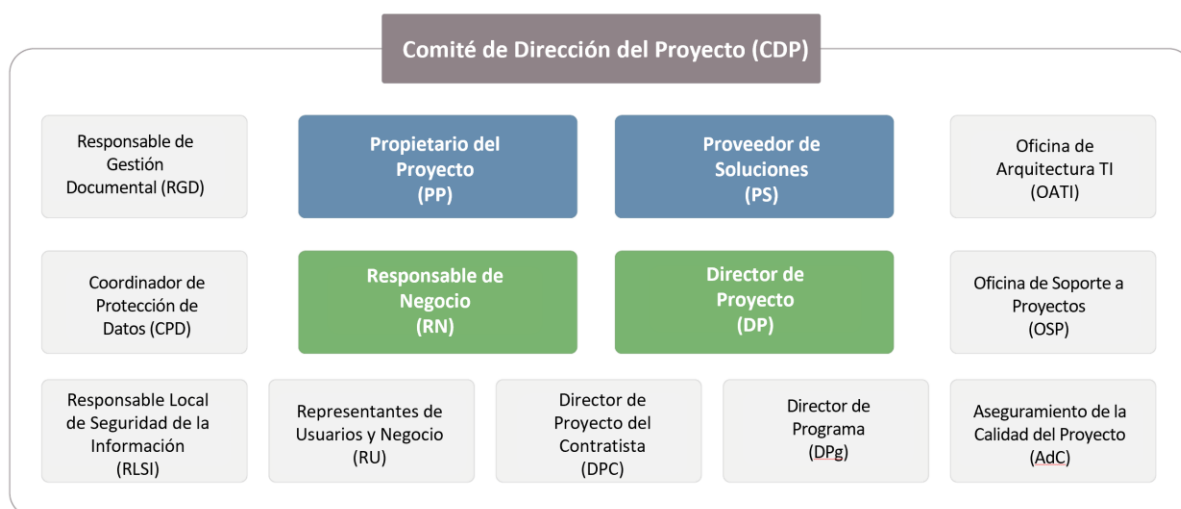 Comité de Dirección del Proyecto (CDP)
Responsable de
Gestión
Documental (RGD)
Propietario del
Proyecto
(PP)
Proveedor de
Soluciones
(PS)
Oficina de
Arquitectura TI
(OATI)
Coordinador de
Protección de
Datos (CPD)
Responsable de
Negocio
(RN)
Director de
Proyecto
(DP)
Oficina de Soporte a
Proyectos
(OSP)
Responsable Local
de Seguridad de la
Información
(RLSI)
Representantes de
Usuarios y Negocio
(RU)
Director de
Proyecto del
Contratista
(DPC)
Director de
Programa
(DPg)
Aseguramiento de la
Calidad del Proyecto
(AdC)